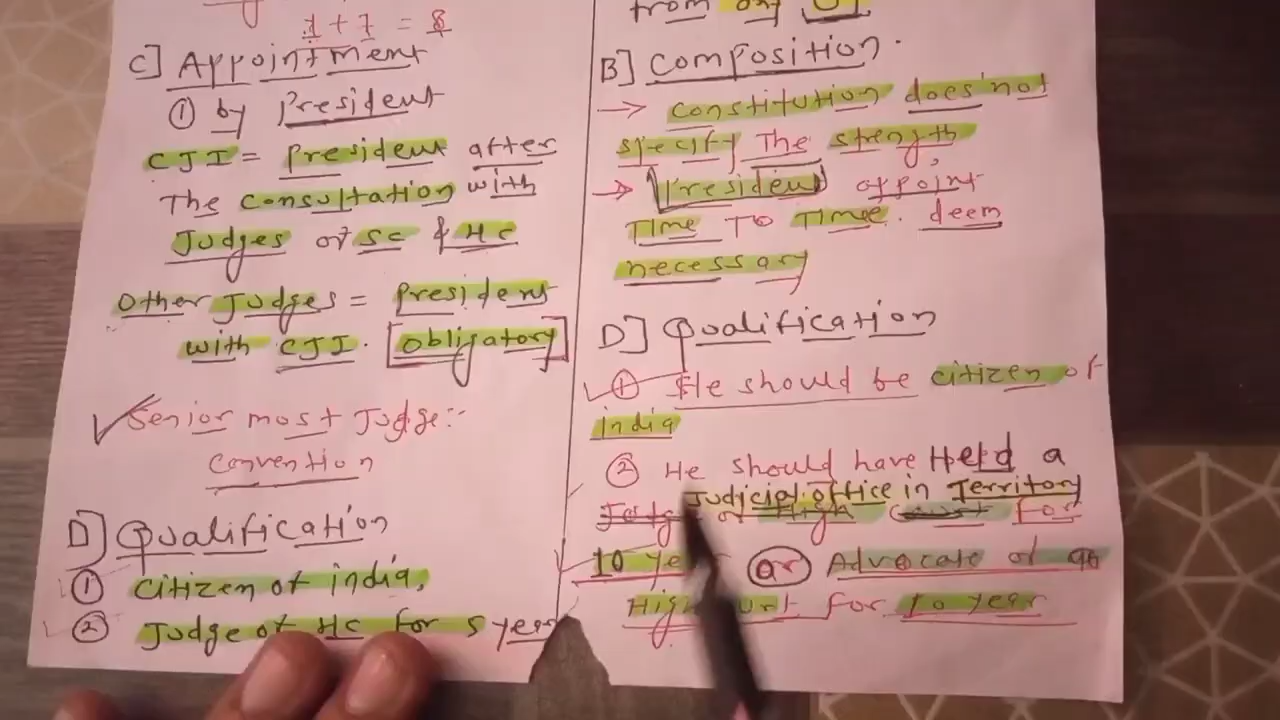 1 + 7 = 8
C] Appointment
① by President
CJI = President after
The consultation with
Judges of SC & HC
Other Judges = President
with CJI. [obligatory]
Senior most Judge:-
convention
D] Qualification
① citizen of india,
② Judge of HC for 5 year
from
B] Composition.
→ constitution does not
specify The strength
→ President appoint
Time To Time. deem
necessary
D] Qualification
① He should be citizen of
india
② He should have Held a
Judicial office in Territory
of High Court for
10 year or Advocate of
High for 10 year